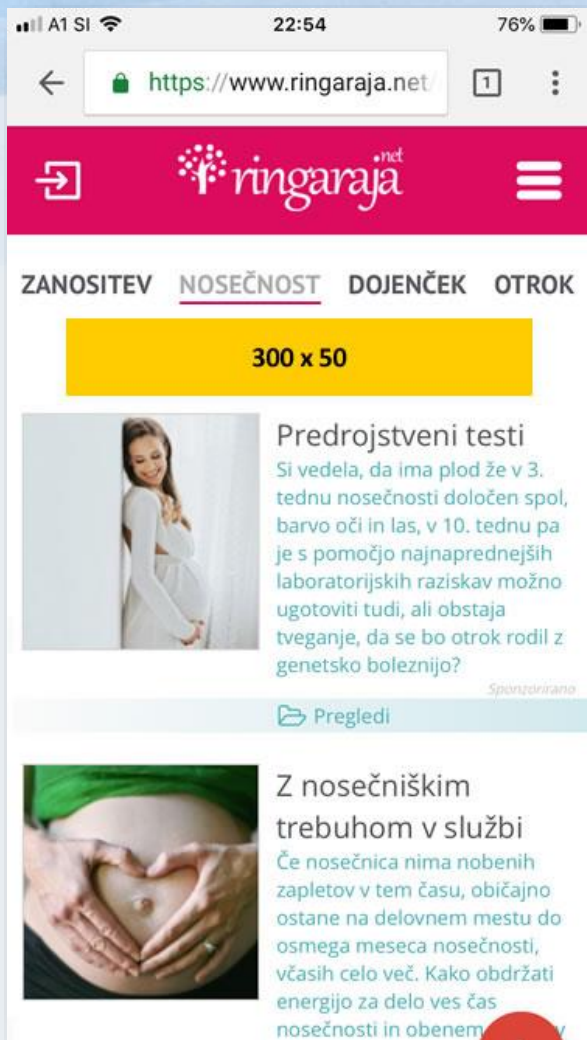 A1 SI 22:54 76%
https://www.ringaraja.net/ 1
ringaraja.net
ZANOSITEV NOSEČNOST DOJENČEK OTROK
300 x 50
Predrojstveni testi
Si vedela, da ima plod že v 3.
tednu nosečnosti določen spol,
barvo oči in las, v 10. tednu pa
je s pomočjo najnaprednejših
laboratorijskih raziskav možno
ugotoviti tudi, ali obstaja
tveganje, da se bo otrok rodil z
genetsko boleznijo?
Sponzorirano
Pregledi
Z nosečniškim
trebuhom v službi
Če nosečnica nima nobenih
zapletov v tem času, običajno
ostane na delovnem mestu do
osmega meseca nosečnosti,
včasih celo več. Kako obdržati
energijo za delo ves čas
nosečnosti in obenem